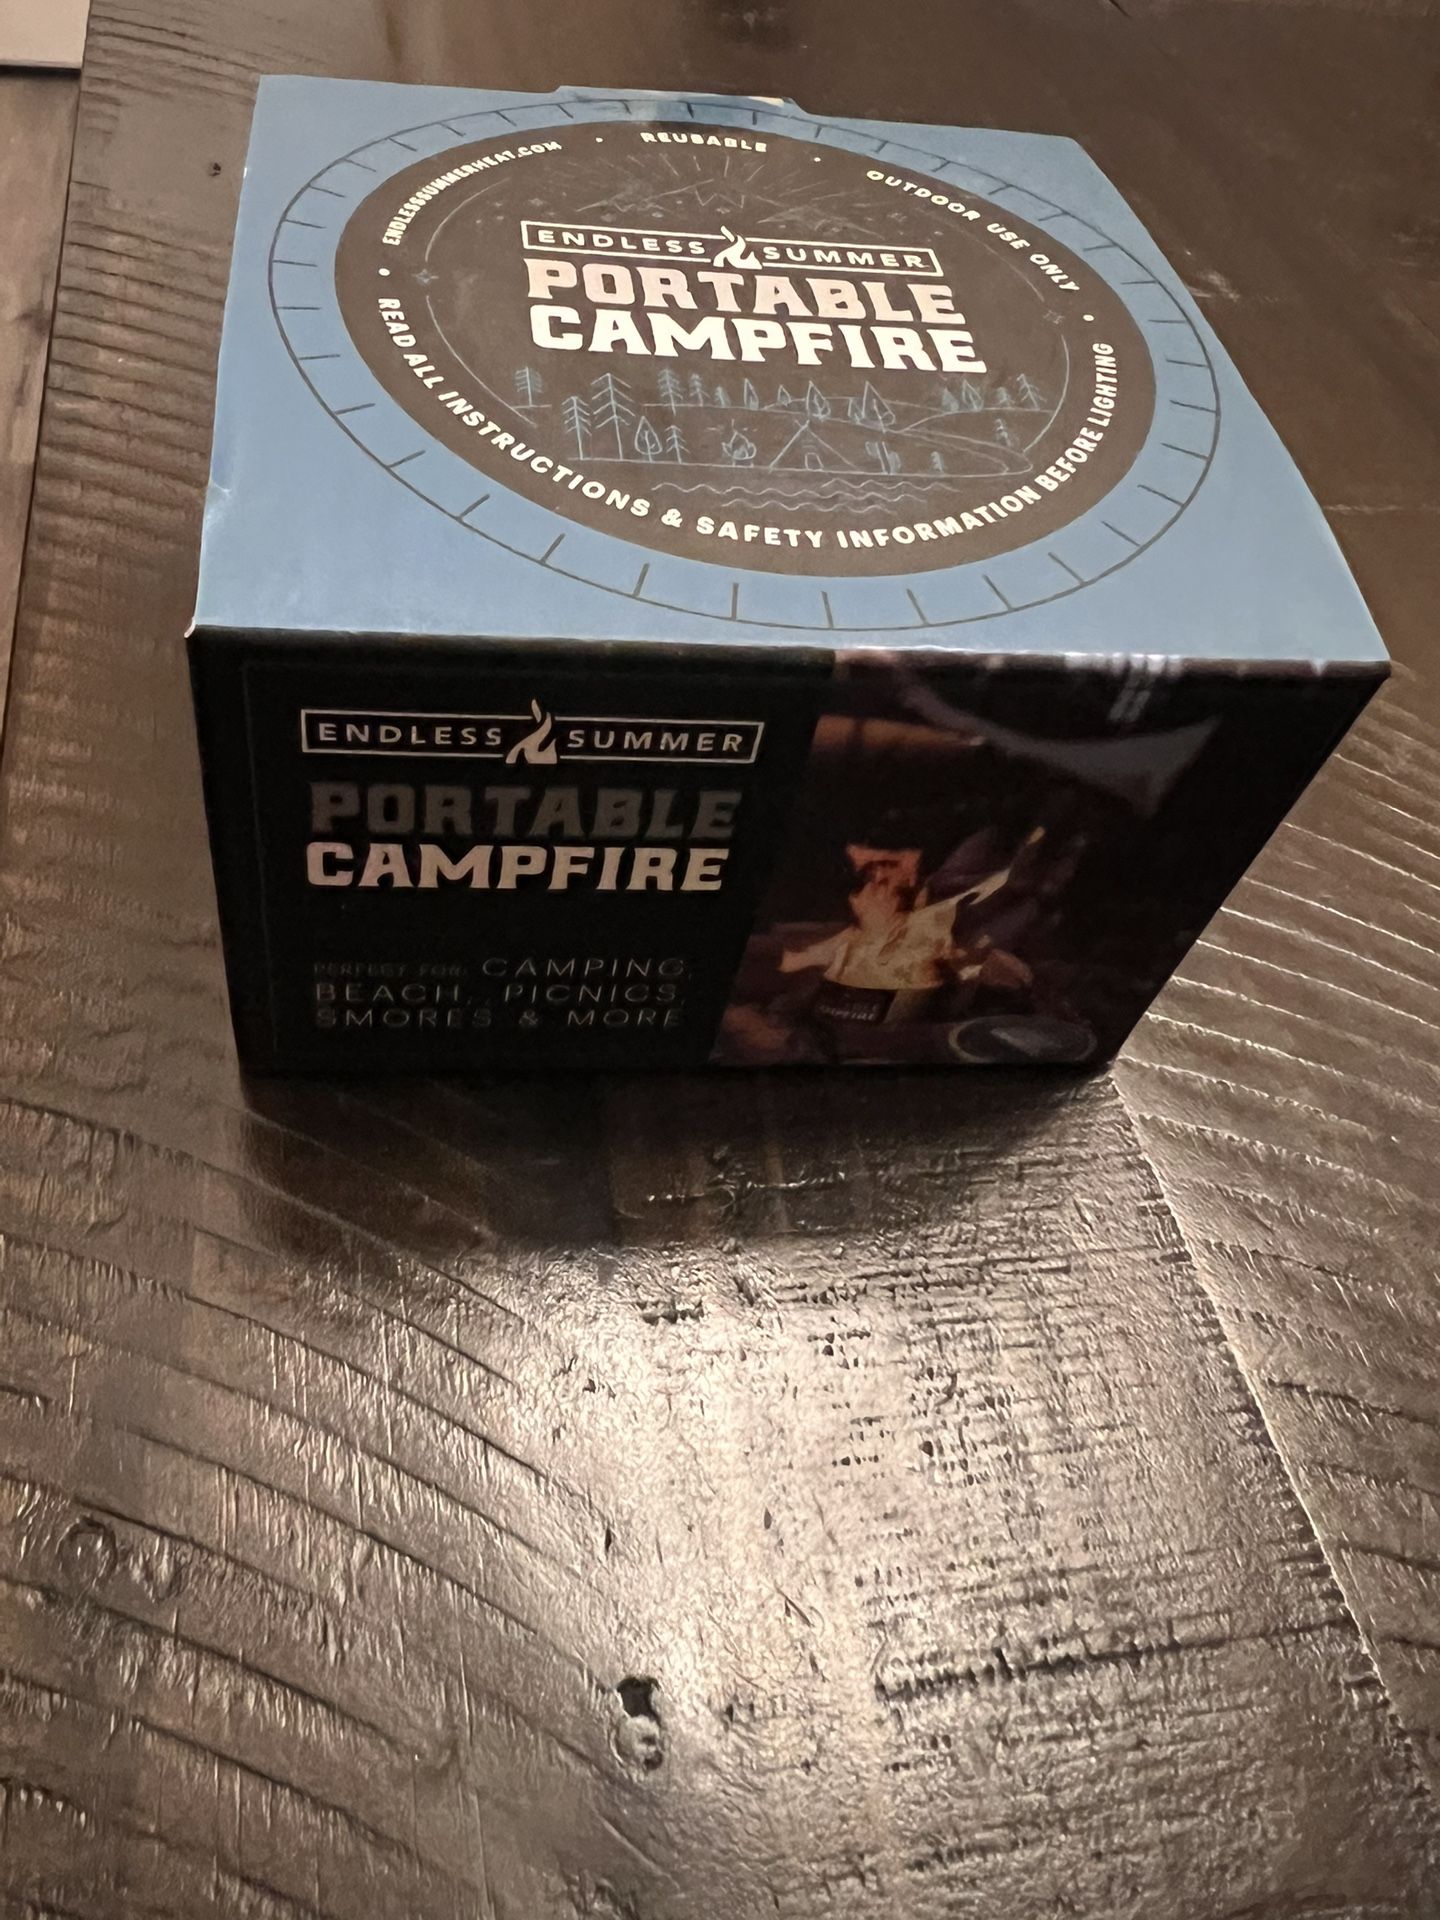 ENDLESSSUMMERHEAT.COM • REUSABLE • OUTDOOR USE ONLY •
ENDLESS SUMMER
PORTABLE
CAMPFIRE
• READ ALL INSTRUCTIONS & SAFETY INFORMATION BEFORE LIGHTING
ENDLESS SUMMER
PORTABLE
CAMPFIRE
PERFECT FOR: CAMPING,
BEACH, PICNICS,
SMORES & MORE
CAMPFIRE